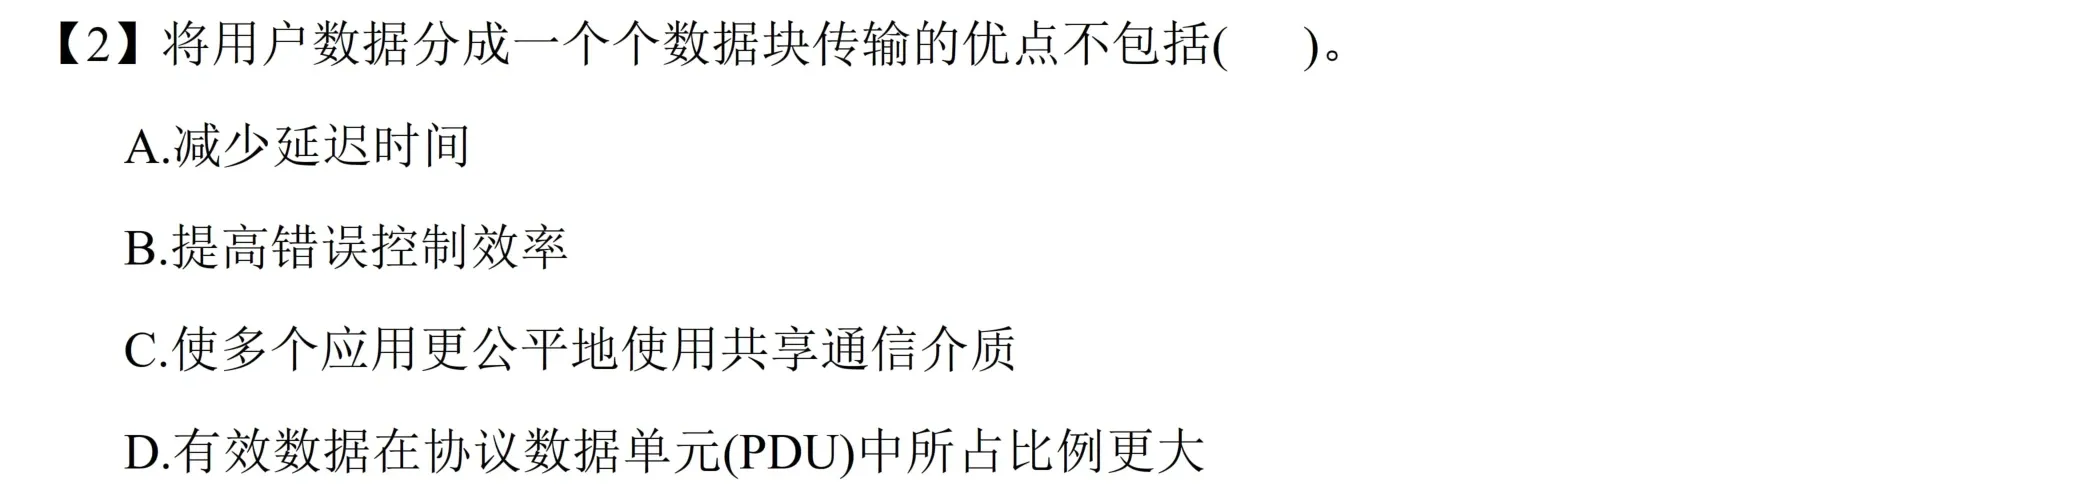 【2】将用户数据分成一个个数据块传输的优点不包括(　　)。
A.减少延迟时间
B.提高错误控制效率
C.使多个应用更公平地使用共享通信介质
D.有效数据在协议数据单元(PDU)中所占比例更大